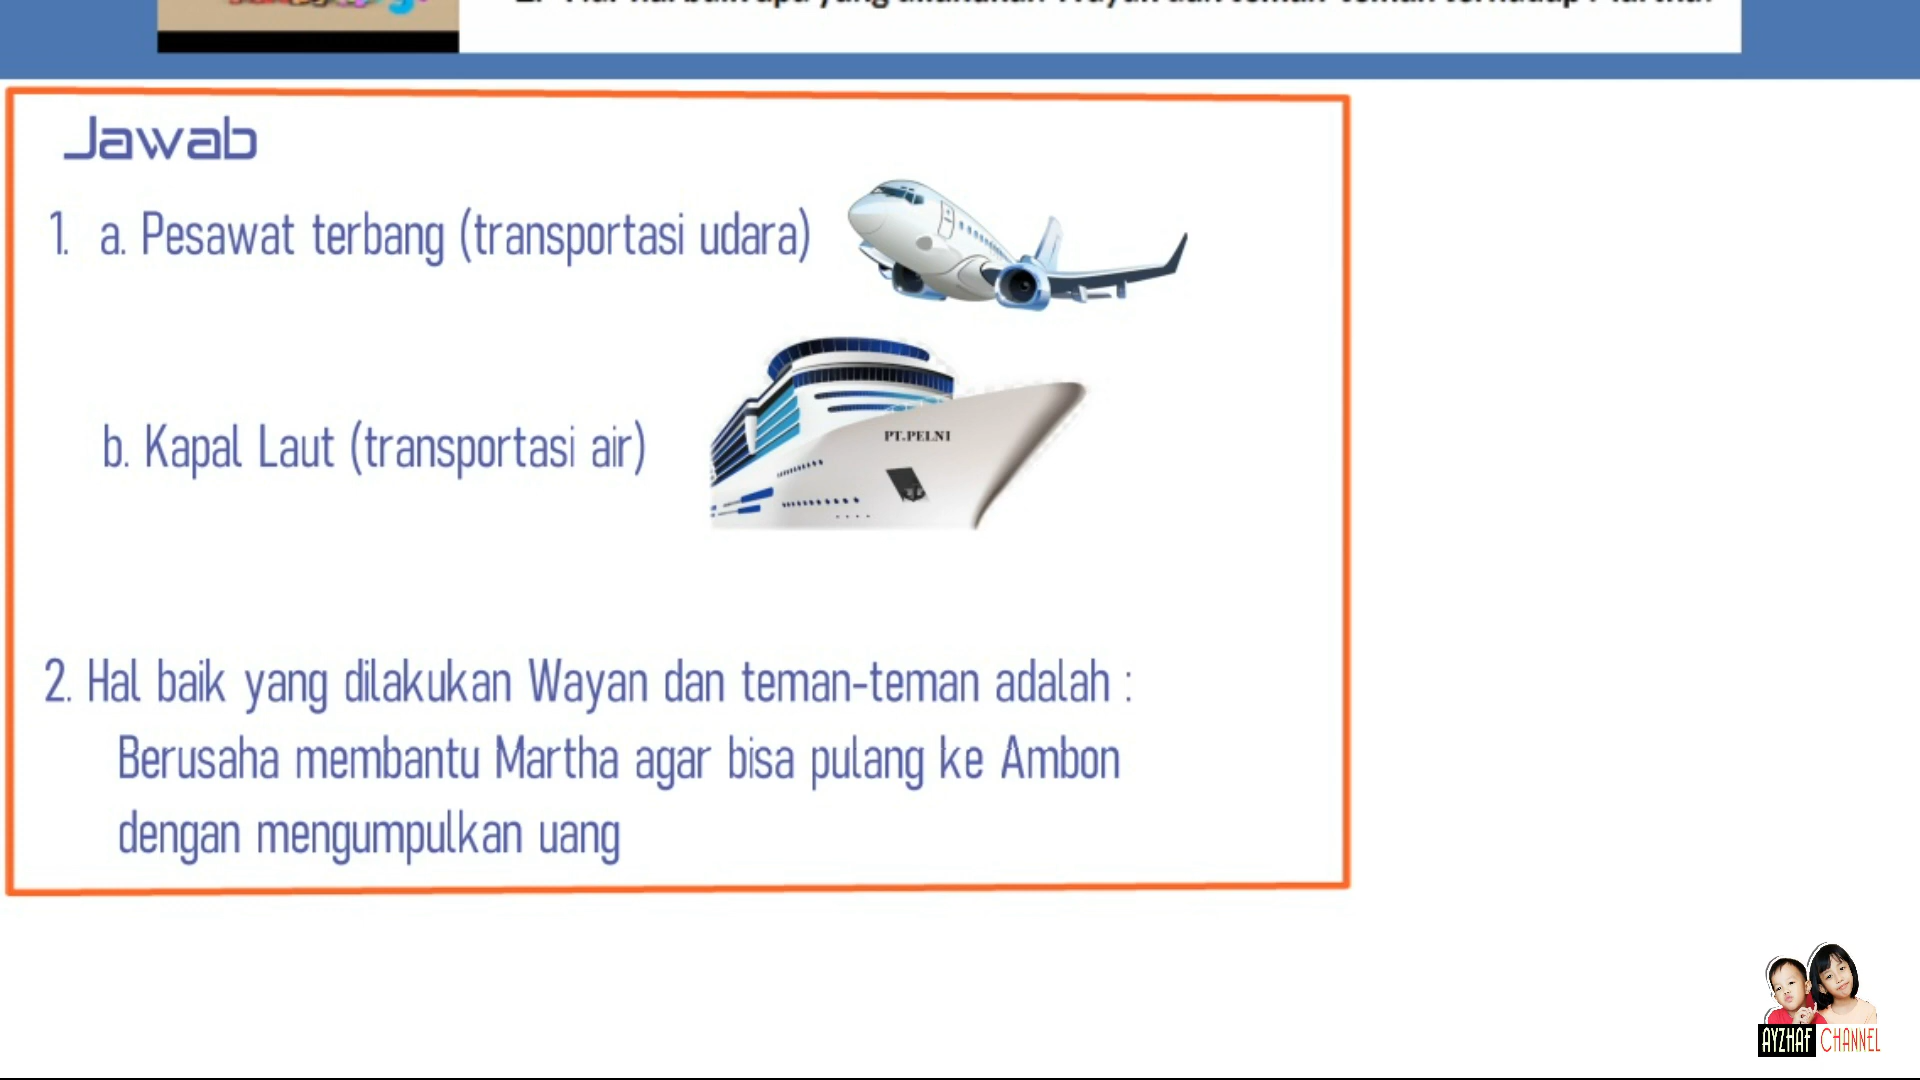 Jawab
1. a. Pesawat terbang (transportasi udara)
PT.PELNI
b. Kapal Laut (transportasi air)
2. Hal baik yang dilakukan Wayan dan teman-teman adalah :
Berusaha membantu Martha agar bisa pulang ke Ambon
dengan mengumpulkan uang
AYZHAF CHANNEL